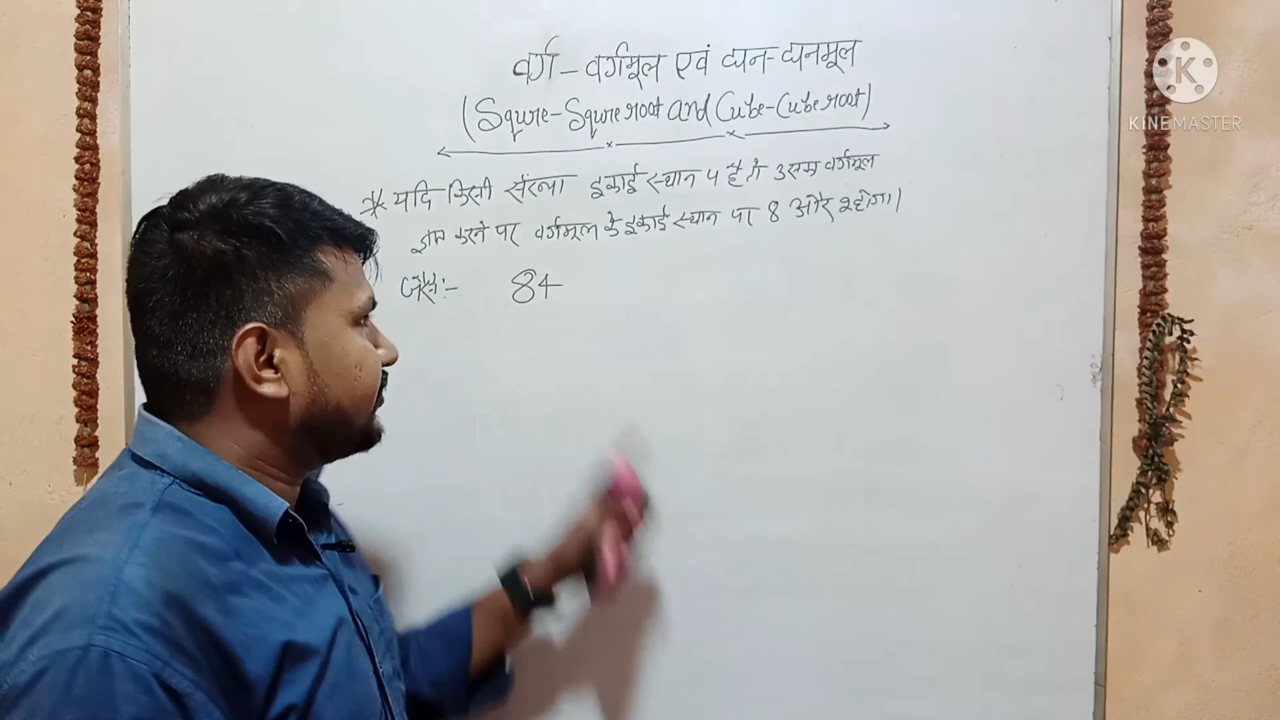 वर्ग - वर्गमूल एवं घन-घनमूल
(Squre-Squre root and Cube-Cube root)
* यदि किसी संख्या इकाई स्थान 4 है तो उसका वर्गमूल
ज्ञात करने पर वर्गमूल के इकाई स्थान पर 8 और 2 होगा।
जैसे:- 84
K
KINEMASTER